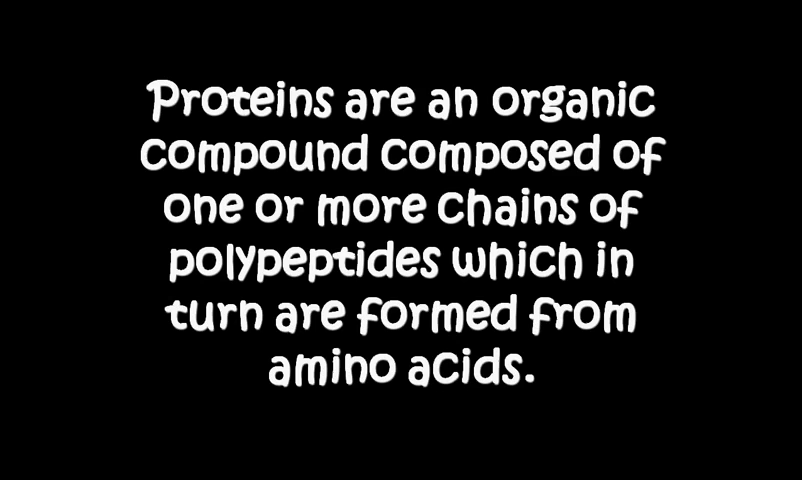 Proteins are an organic
compound composed of
one or more chains of
polypeptides which in
turn are formed from
amino acids.